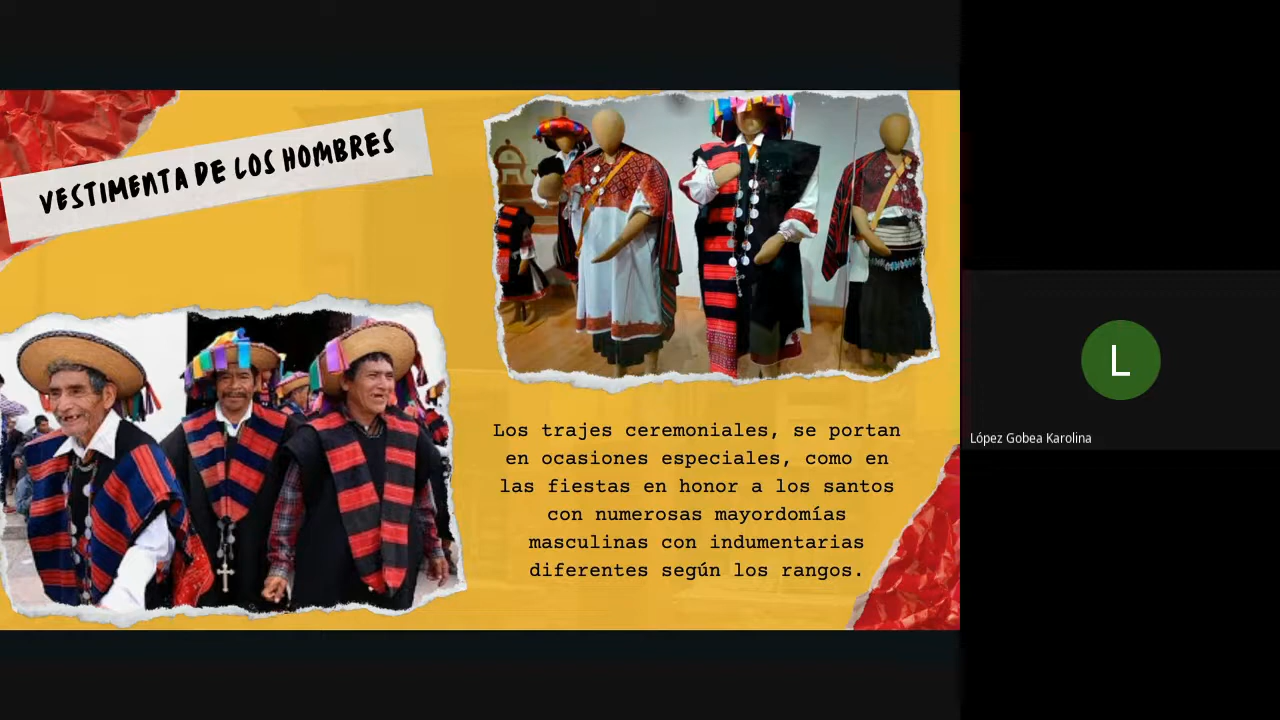 VESTIMENTA DE LOS HOMBRES
Los trajes ceremoniales, se portan
en ocasiones especiales, como en
las fiestas en honor a los santos
con numerosas mayordomías
masculinas con indumentarias
diferentes según los rangos.
L
López Gobea Karolina